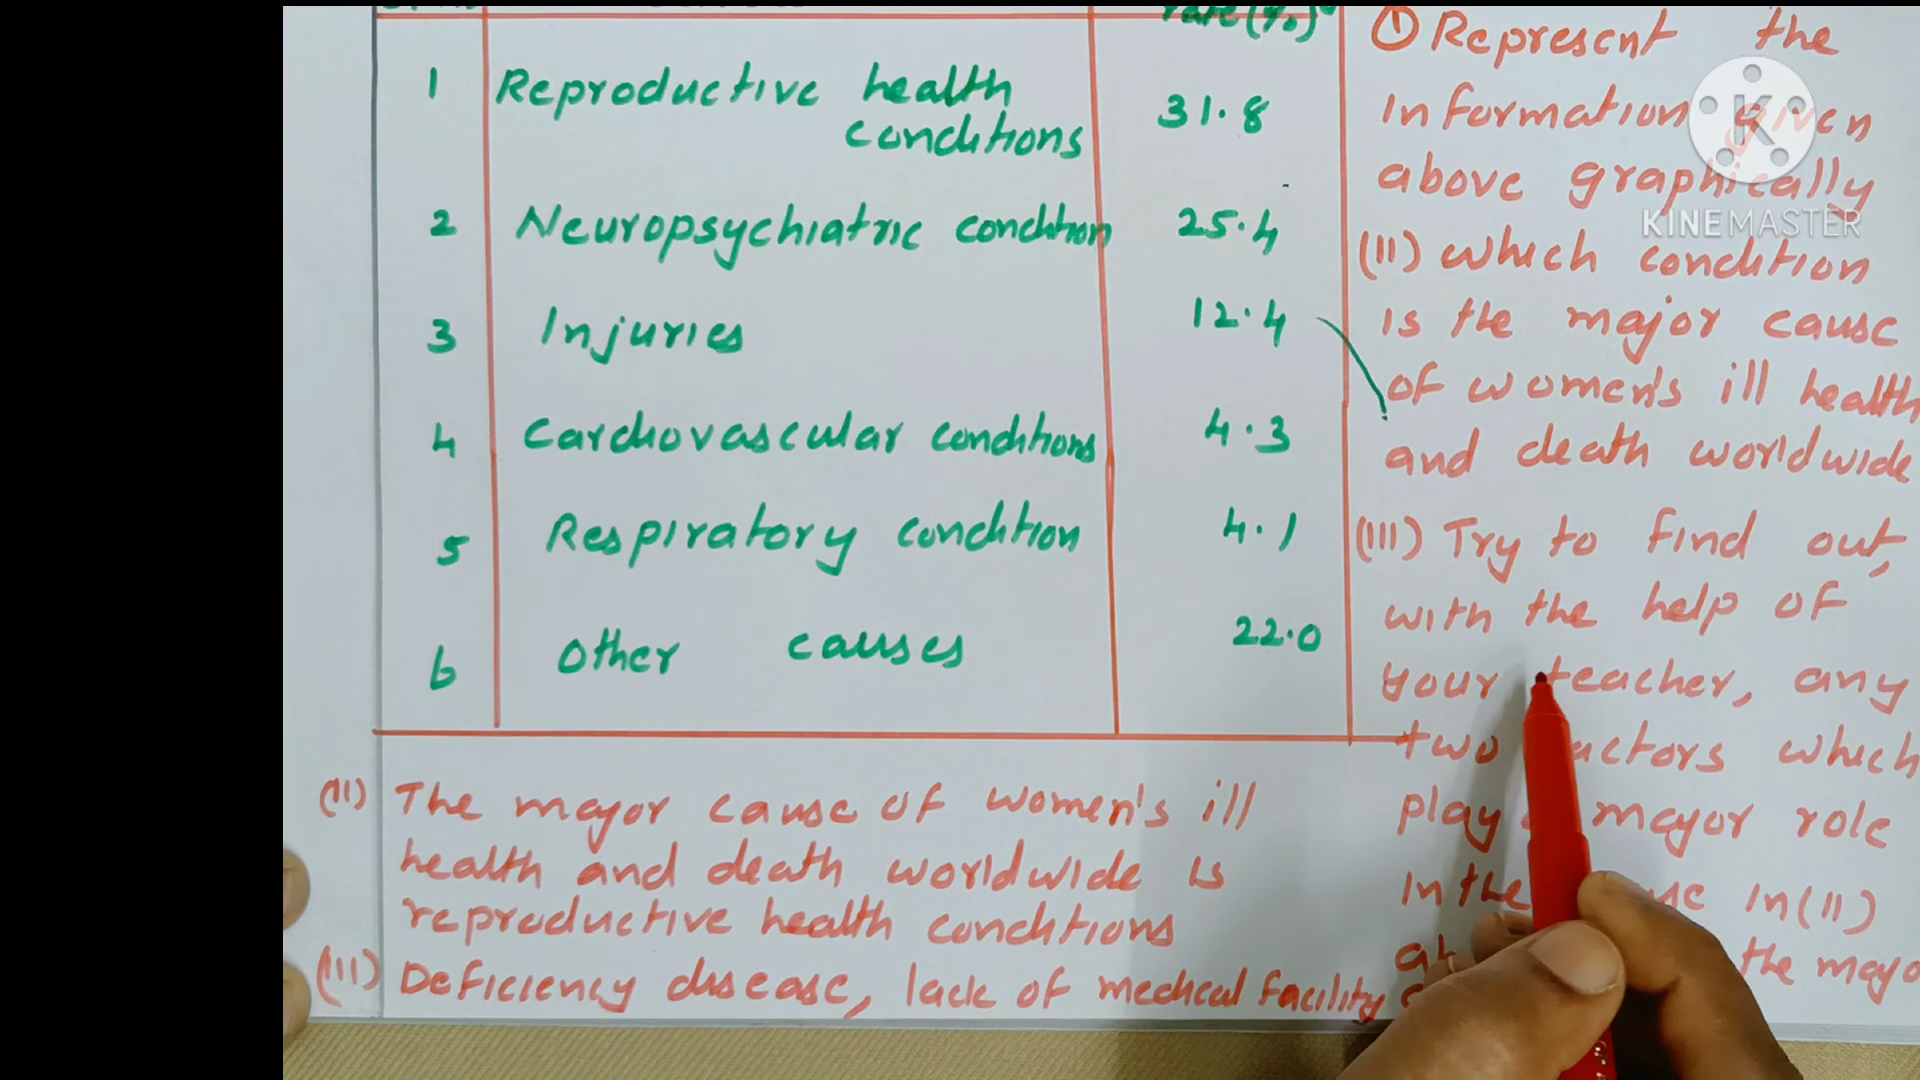 rate(%)
1 Reproductive health conditions 31.8
2 Neuropsychiatric condition 25.4
3 Injuries 12.4
4 Cardiovascular conditions 4.3
5 Respiratory condition 4.1
6 Other causes 22.0
(II) The major cause of women's ill
health and death worldwide is
reproductive health conditions
(III) Deficiency disease, lack of medical facility
(I) Represent the
information given
above graphically
(II) which condition
is the major cause
of women's ill health
and death worldwide
(III) Try to find out,
with the help of
your teacher, any
two factors which
play major role
in the in (II)
the majo
K
KINEMASTER